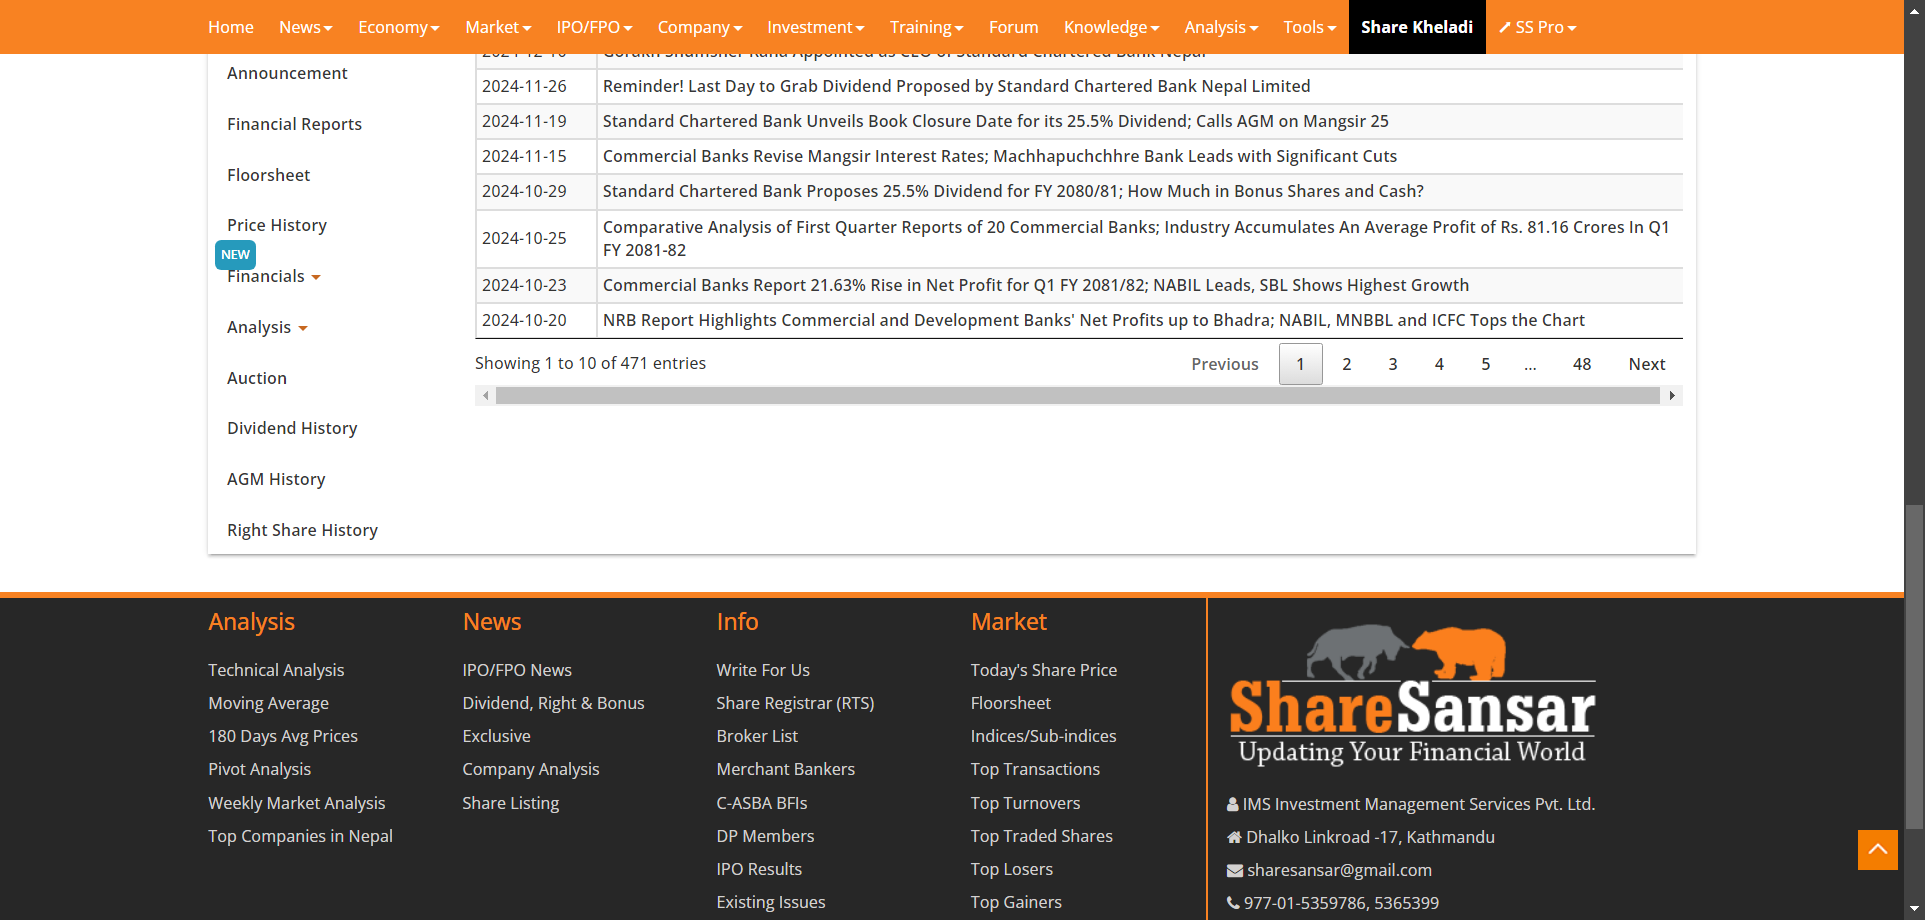 Home News Economy Market IPO/FPO Company Investment Training Forum Knowledge Analysis Tools Share Kheladi SS Pro
Announcement
Financial Reports
Floorsheet
Price History
NEW
Financials
Analysis
Auction
Dividend History
AGM History
Right Share History
2024-12-10 Gorakh Shumsher Rana Appointed as CEO of Standard Chartered Bank Nepal
2024-11-26 Reminder! Last Day to Grab Dividend Proposed by Standard Chartered Bank Nepal Limited
2024-11-19 Standard Chartered Bank Unveils Book Closure Date for its 25.5% Dividend; Calls AGM on Mangsir 25
2024-11-15 Commercial Banks Revise Mangsir Interest Rates; Machhapuchchhre Bank Leads with Significant Cuts
2024-10-29 Standard Chartered Bank Proposes 25.5% Dividend for FY 2080/81; How Much in Bonus Shares and Cash?
2024-10-25 Comparative Analysis of First Quarter Reports of 20 Commercial Banks; Industry Accumulates An Average Profit of Rs. 81.16 Crores In Q1
FY 2081-82
2024-10-23 Commercial Banks Report 21.63% Rise in Net Profit for Q1 FY 2081/82; NABIL Leads, SBL Shows Highest Growth
2024-10-20 NRB Report Highlights Commercial and Development Banks' Net Profits up to Bhadra; NABIL, MNBBL and ICFC Tops the Chart
Showing 1 to 10 of 471 entries
Previous 1 2 3 4 5 ... 48 Next
Analysis
Technical Analysis
Moving Average
180 Days Avg Prices
Pivot Analysis
Weekly Market Analysis
Top Companies in Nepal
News
IPO/FPO News
Dividend, Right & Bonus
Exclusive
Company Analysis
Share Listing
Info
Write For Us
Share Registrar (RTS)
Broker List
Merchant Bankers
C-ASBA BFIs
DP Members
IPO Results
Existing Issues
Market
Today's Share Price
Floorsheet
Indices/Sub-indices
Top Transactions
Top Turnovers
Top Traded Shares
Top Losers
Top Gainers
ShareSansar
Updating Your Financial World
IMS Investment Management Services Pvt. Ltd.
Dhalko Linkroad -17, Kathmandu
sharesansar@gmail.com
977-01-5359786, 5365399